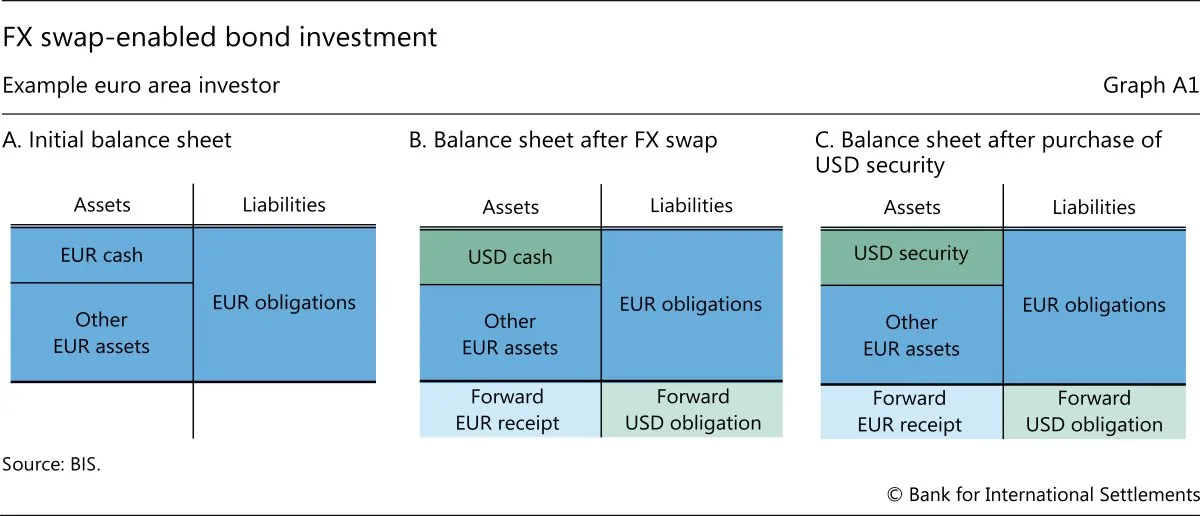 FX swap-enabled bond investment
Example euro area investor
Graph A1
A. Initial balance sheet
Assets
Liabilities
EUR cash
Other
EUR assets
EUR obligations
B. Balance sheet after FX swap
Assets
Liabilities
USD cash
Other
EUR assets
EUR obligations
Forward
EUR receipt
Forward
USD obligation
C. Balance sheet after purchase of
USD security
Assets
Liabilities
USD security
Other
EUR assets
EUR obligations
Forward
EUR receipt
Forward
USD obligation
Source: BIS.
© Bank for International Settlements